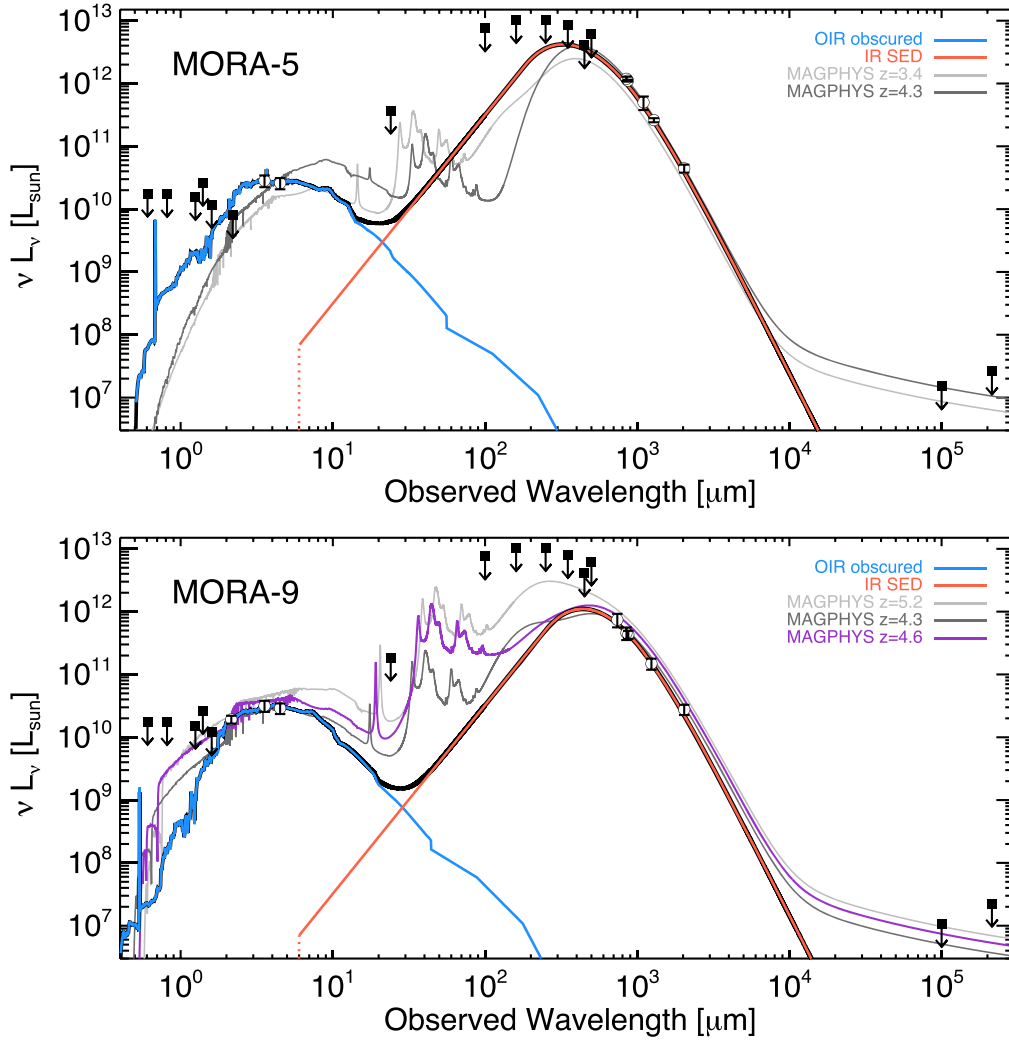 MORA-5
OIR obscured
IR SED
MAGPHYS z=3.4
MAGPHYS z=4.3
10^13
10^12
10^11
10^10
10^9
10^8
10^7
ν L_ν [L_sun]
10^0 10^1 10^2 10^3 10^4 10^5
Observed Wavelength [μm]
MORA-9
OIR obscured
IR SED
MAGPHYS z=5.2
MAGPHYS z=4.3
MAGPHYS z=4.6
10^13
10^12
10^11
10^10
10^9
10^8
10^7
ν L_ν [L_sun]
10^0 10^1 10^2 10^3 10^4 10^5
Observed Wavelength [μm]